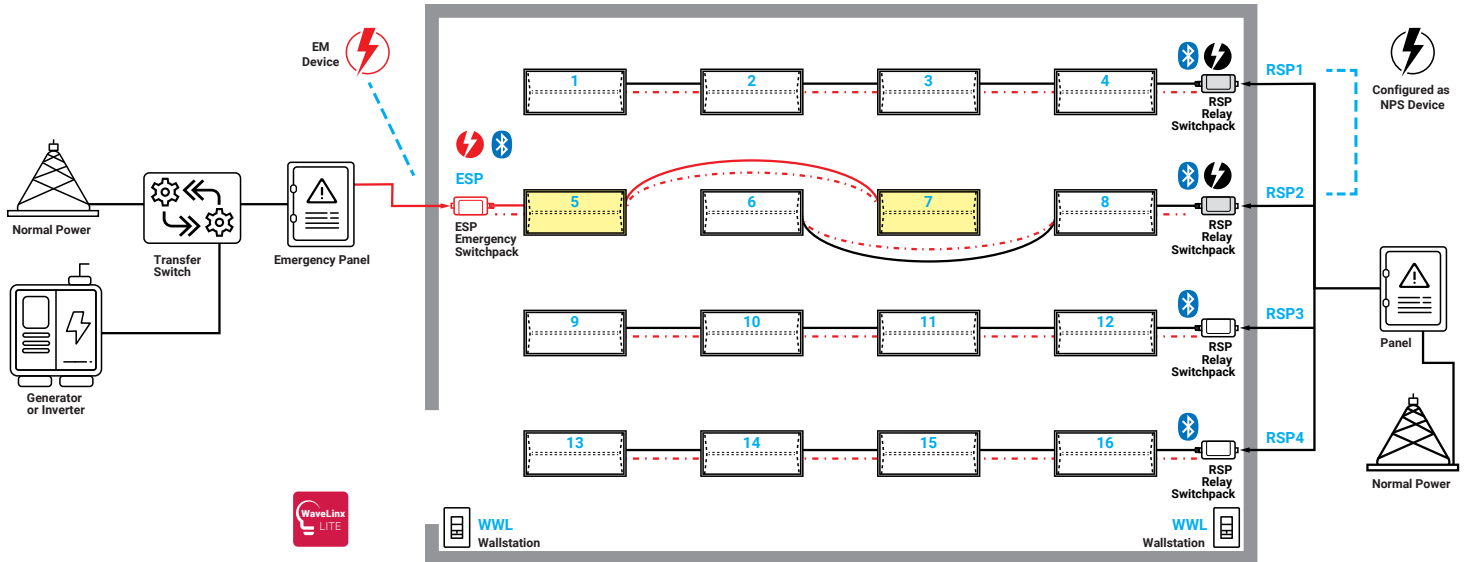 EM
Device
Normal Power
Generator
or Inverter
Transfer
Switch
Emergency Panel
ESP
ESP
Emergency
Switchpack
1
2
3
4
RSP
Relay
Switchpack
RSP1
Configured as
NPS Device
5
6
7
8
RSP
Relay
Switchpack
RSP2
9
10
11
12
RSP
Relay
Switchpack
RSP3
Panel
13
14
15
16
RSP
Relay
Switchpack
RSP4
Normal Power
WaveLinx
LITE
WWL
Wallstation
WWL
Wallstation